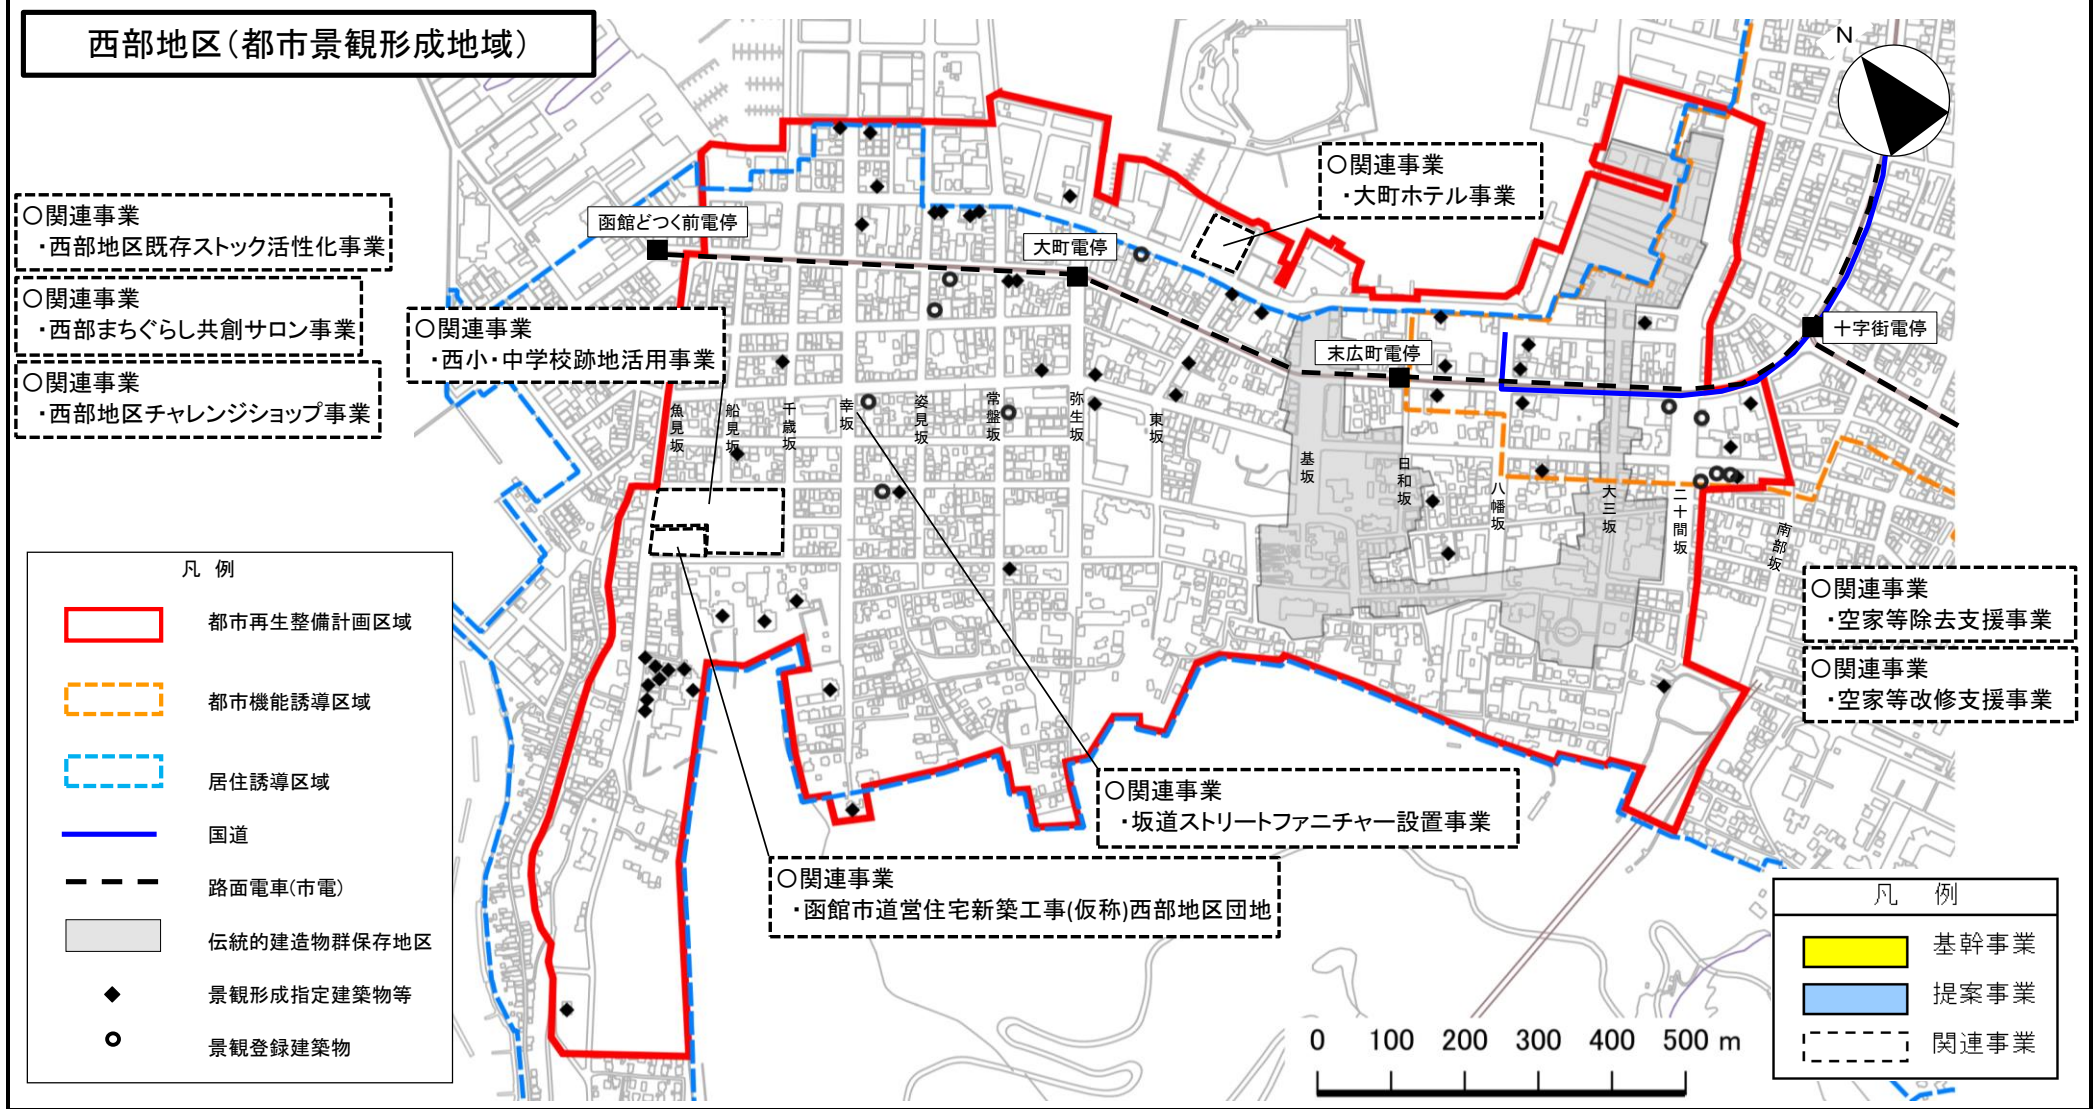 西部地区(都市景観形成地域)
N
〇関連事業
・大町ホテル事業
〇関連事業
・西部地区既存ストック活性化事業
函館どつく前電停
大町電停
〇関連事業
・西部まちぐらし共創サロン事業
〇関連事業
・西小・中学校跡地活用事業
末広町電停
十字街電停
〇関連事業
・西部地区チャレンジショップ事業
魚見坂
船見坂
千歳坂
幸坂
姿見坂
常盤坂
弥生坂
東坂
基坂
日和坂
八幡坂
大三坂
二十間坂
南部坂
凡 例
都市再生整備計画区域
都市機能誘導区域
居住誘導区域
国道
路面電車(市電)
伝統的建造物群保存地区
景観形成指定建築物等
景観登録建築物
〇関連事業
・空家等除去支援事業
〇関連事業
・空家等改修支援事業
〇関連事業
・坂道ストリートファニチャー設置事業
〇関連事業
・函館市道営住宅新築工事(仮称)西部地区団地
0 100 200 300 400 500 m
凡 例
基幹事業
提案事業
関連事業